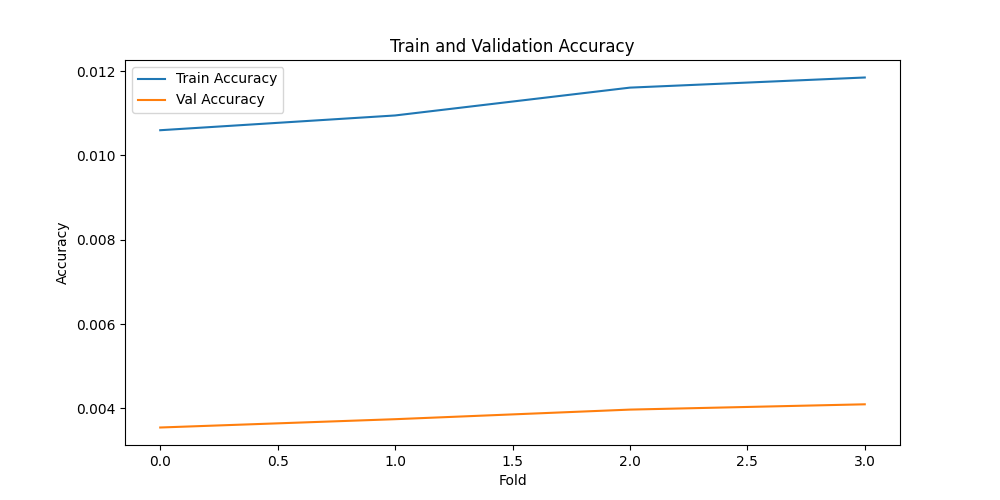 Train and Validation Accuracy
Train Accuracy
Val Accuracy
0.012
0.010
0.008
0.006
0.004
Accuracy
0.0 0.5 1.0 1.5 2.0 2.5 3.0
Fold